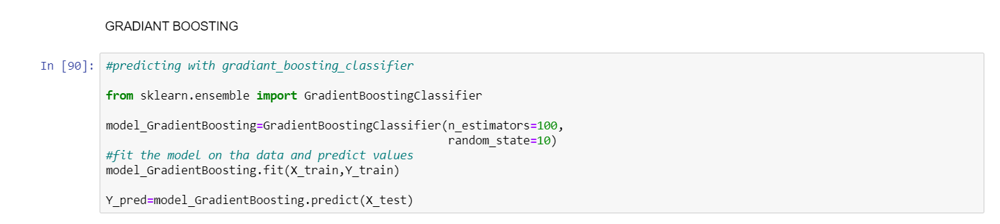 GRADIANT BOOSTING
In [90]: #predicting with gradiant_boosting_classifier
from sklearn.ensemble import GradientBoostingClassifier
model_GradientBoosting=GradientBoostingClassifier(n_estimators=100,
random_state=10)
#fit the model on tha data and predict values
model_GradientBoosting.fit(X_train,Y_train)
Y_pred=model_GradientBoosting.predict(X_test)